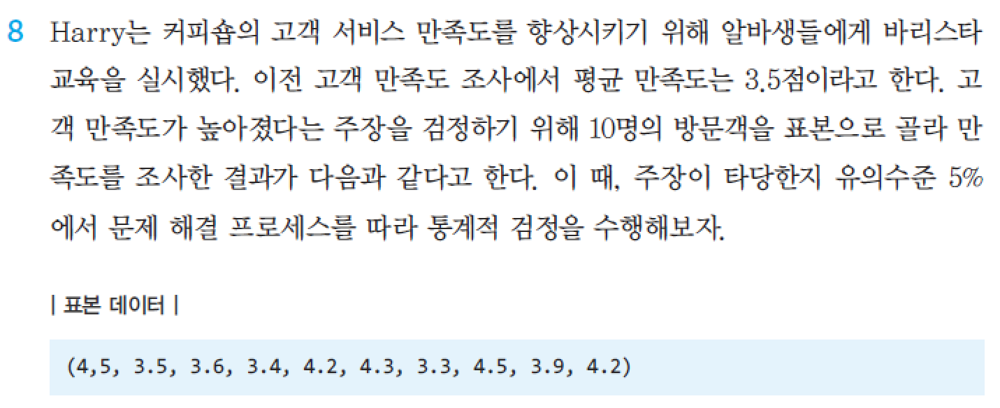 8 Harry는 커피숍의 고객 서비스 만족도를 향상시키기 위해 알바생들에게 바리스타
교육을 실시했다. 이전 고객 만족도 조사에서 평균 만족도는 3.5점이라고 한다. 고
객 만족도가 높아졌다는 주장을 검정하기 위해 10명의 방문객을 표본으로 골라 만
족도를 조사한 결과가 다음과 같다고 한다. 이 때, 주장이 타당한지 유의수준 5%
에서 문제 해결 프로세스를 따라 통계적 검정을 수행해보자.
| 표본 데이터 |
(4,5, 3.5, 3.6, 3.4, 4.2, 4.3, 3.3, 4.5, 3.9, 4.2)